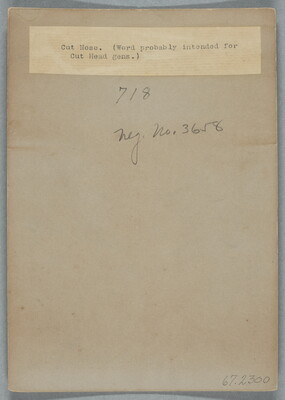 Cut Nose. (Word probably intended for
Cut Head gens.)
718
Neg. No. 3658
67.2300